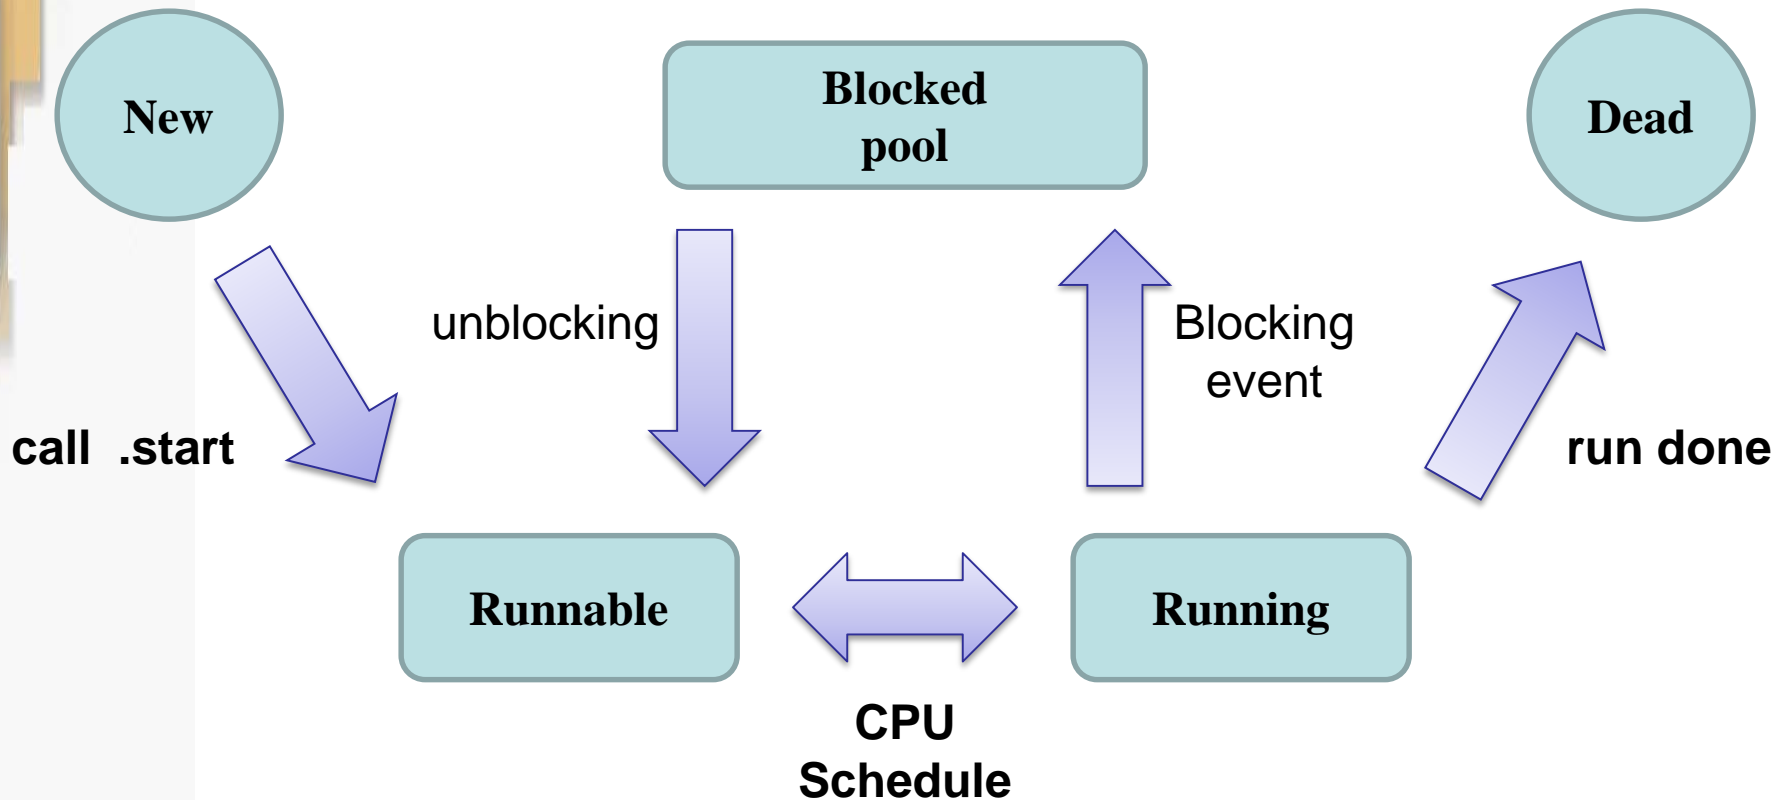 New
Blocked
pool
Dead
unblocking
Blocking
event
call  .start
run done
Runnable
Running
CPU
Schedule